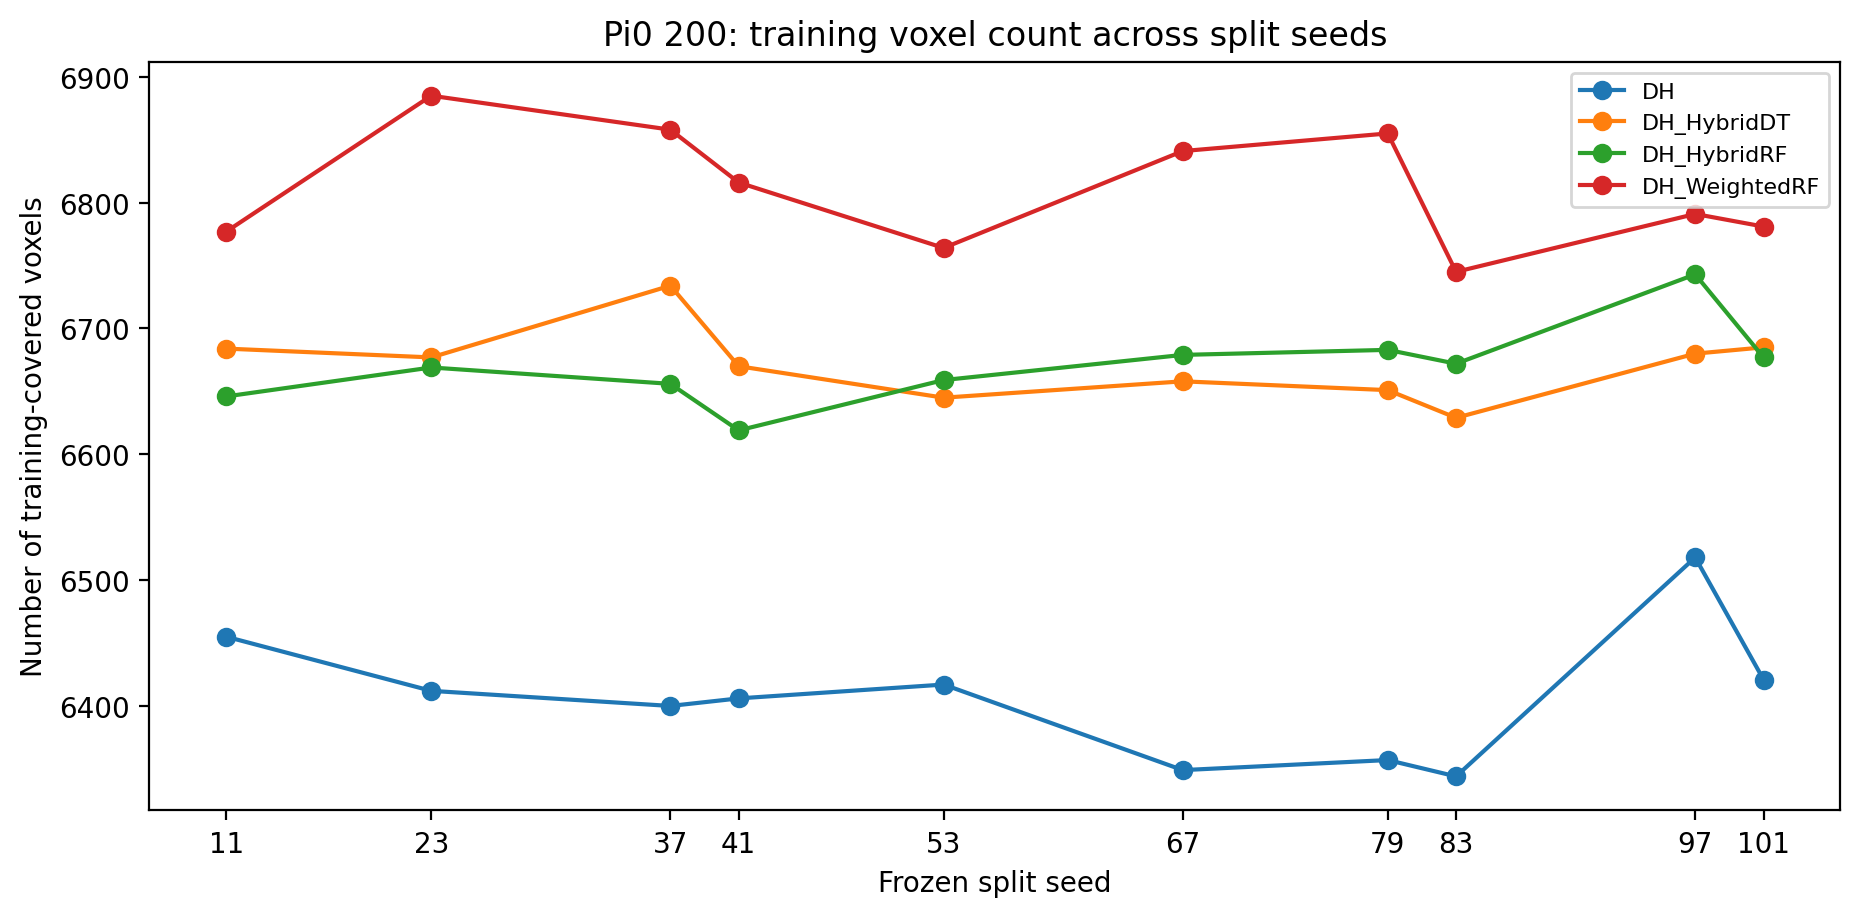 Pi0 200: training voxel count across split seeds
Number of training-covered voxels
6900
6800
6700
6600
6500
6400
DH
DH_HybridDT
DH_HybridRF
DH_WeightedRF
11 23 37 41 53 67 79 83 97 101
Frozen split seed